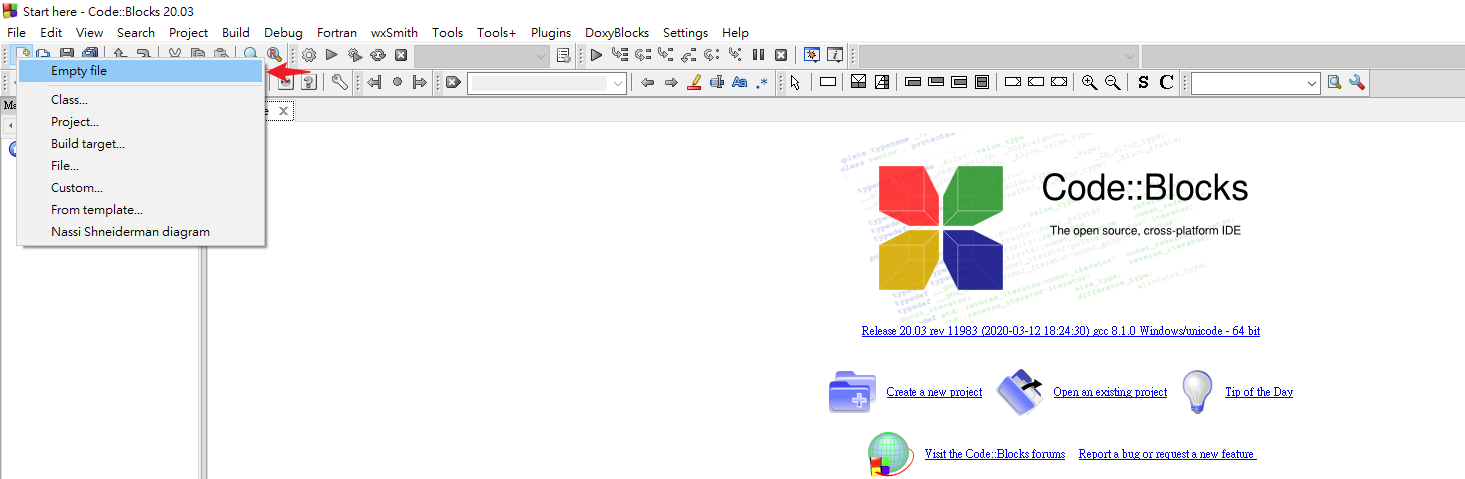 Start here - Code::Blocks 20.03
File Edit View Search Project Build Debug Fortran wxSmith Tools Tools+ Plugins DoxyBlocks Settings Help
Empty file
Class...
Project...
Build target...
File...
Custom...
From template...
Nassi Shneiderman diagram
Code::Blocks
The open source, cross-platform IDE
Release 20.03 rev 11983 (2020-03-12 18:24:30) gcc 8.1.0 Windows/unicode - 64 bit
Create a new project Open an existing project Tip of the Day
Visit the Code::Blocks forums Report a bug or request a new feature